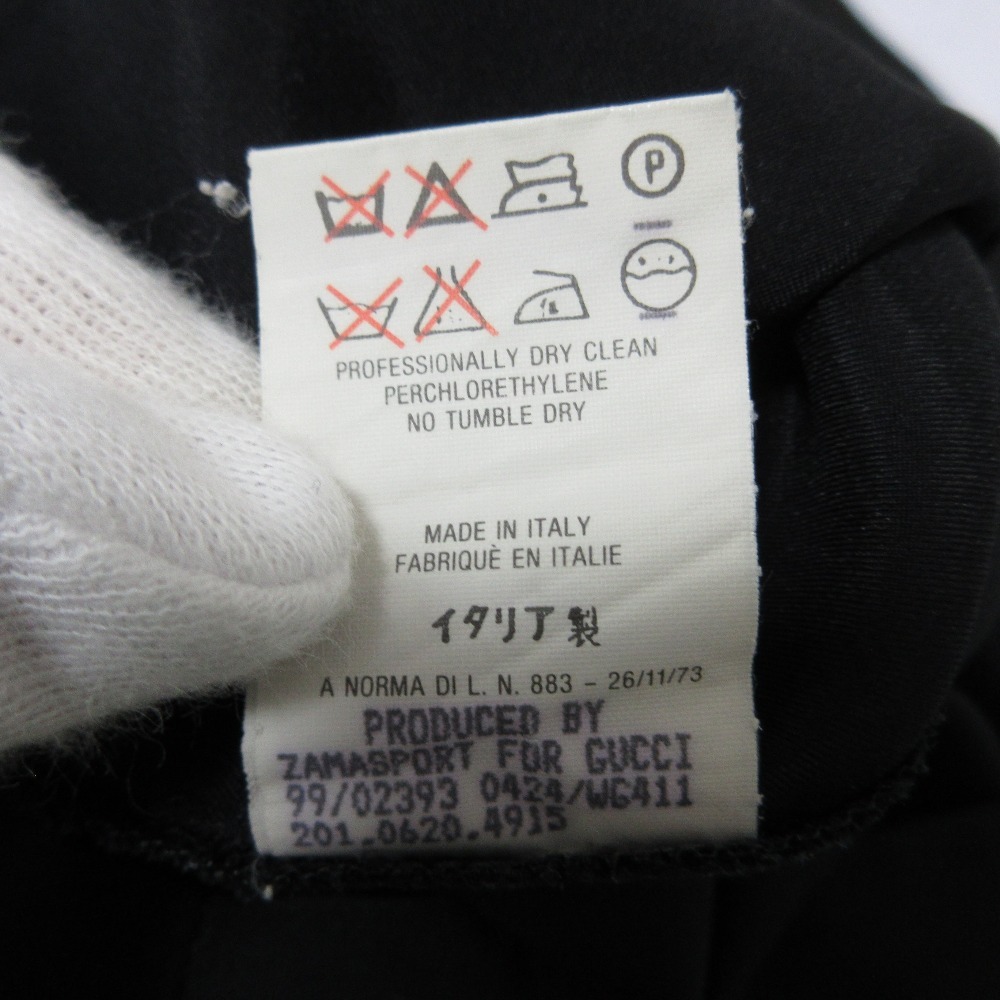 P
PROFESSIONALLY DRY CLEAN
PERCHLORETHYLENE
NO TUMBLE DRY
MADE IN ITALY
FABRIQUÈ EN ITALIE
イタリア製
A NORMA DI L. N. 883 - 26/11/73
PRODUCED BY
ZAMASPORT FOR GUCCI
99/02393 0424/WG411
201.0620.4915